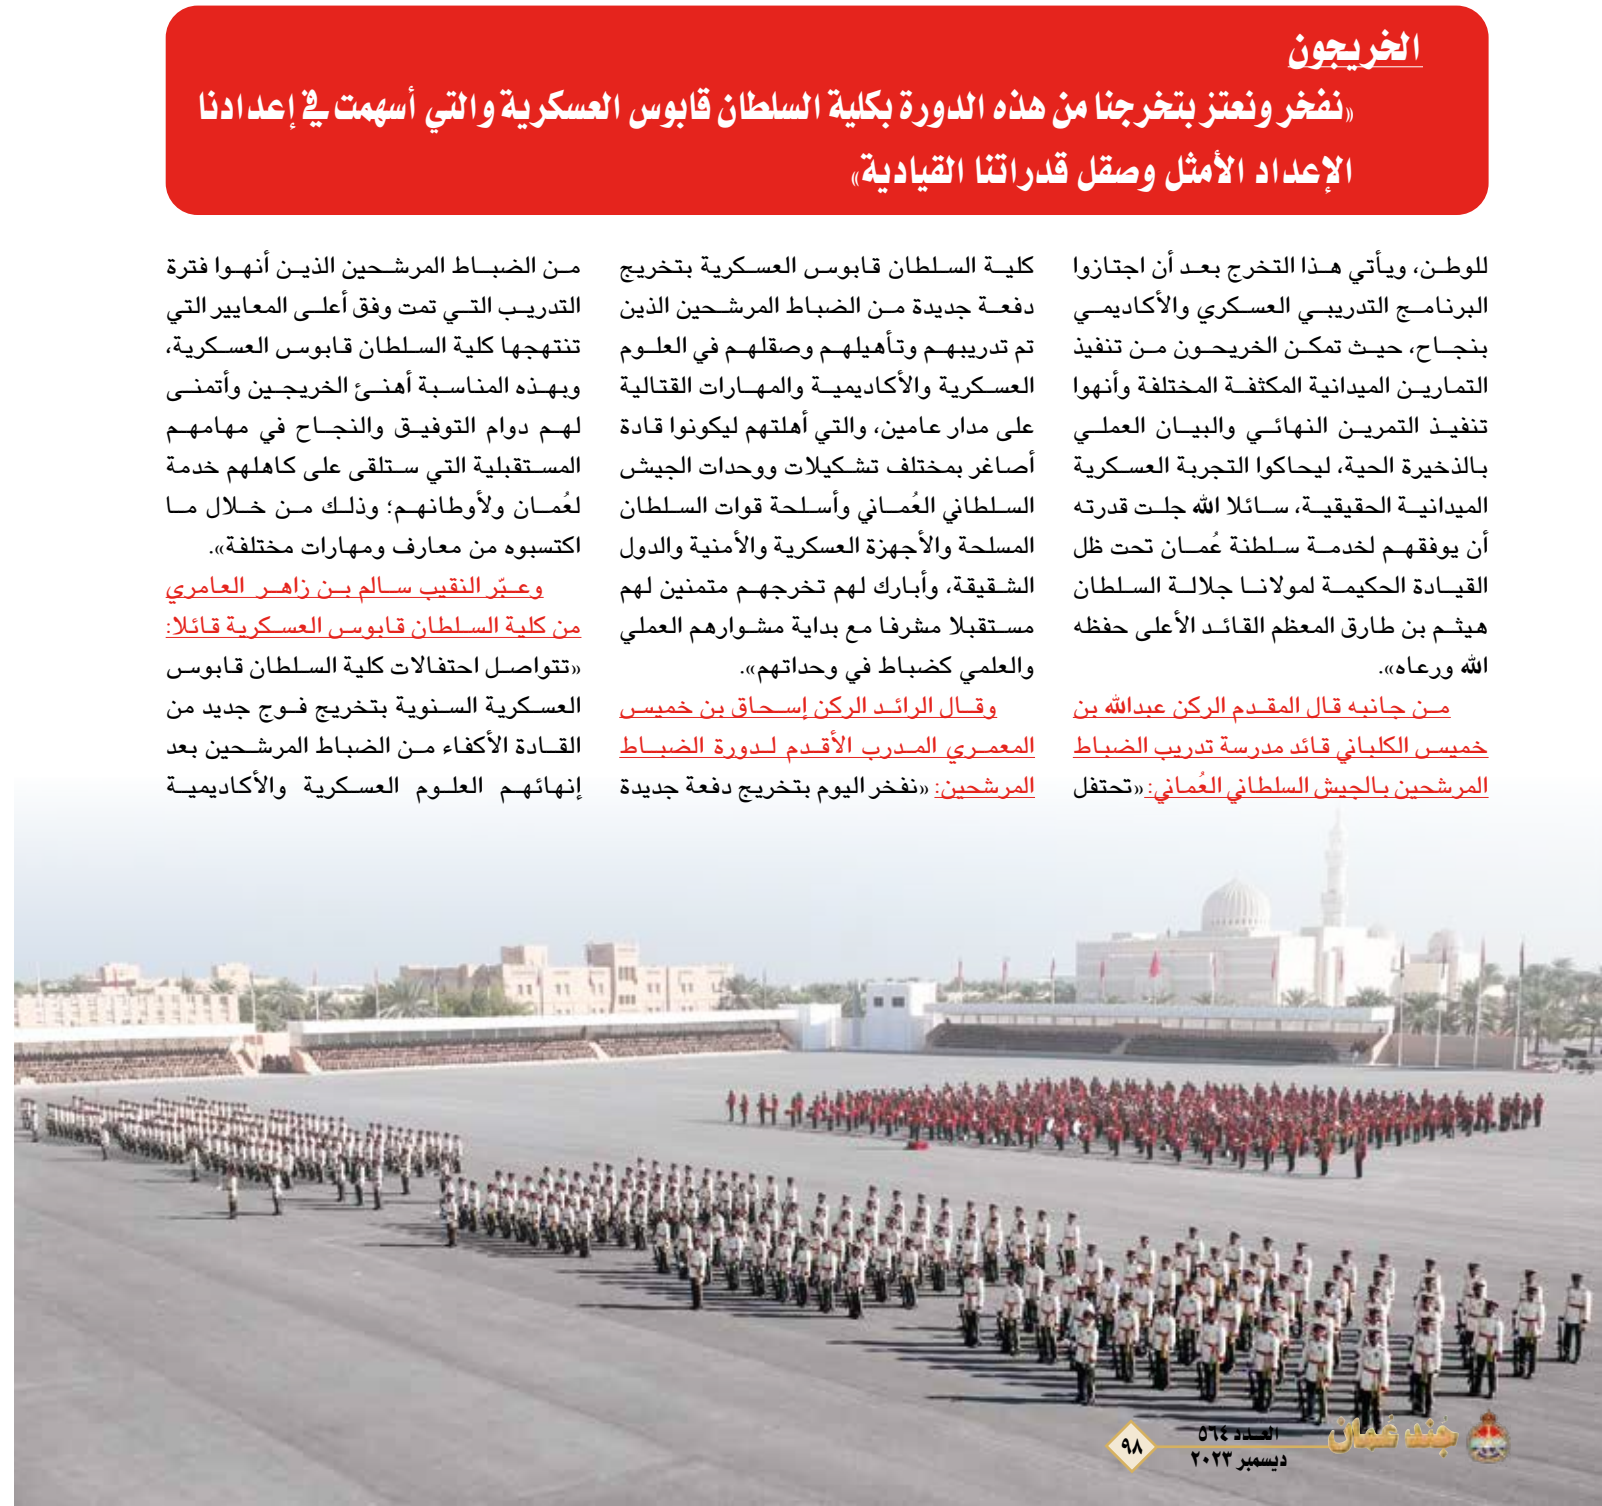 الخريجون
«نفخر ونعتز بتخرجنا من هذه الدورة بكلية السلطان قابوس العسكرية والتي أسهمت في إعدادنا
الإعداد الأمثل وصقل قدراتنا القيادية»
للوطن، ويأتي هذا التخرج بعد أن اجتازوا
البرنامج التدريبي العسكري والأكاديمي
بنجاح، حيث تمكن الخريحون من تنفيذ
التمارين الميدانية المكثفة المختلفة وأنهوا
تنفيذ التمرين النهائي والبيان العملي
بالذخيرة الحية، ليحاكوا التجربة العسكرية
الميدانية الحقيقية، سائلا الله جلت قدرته
أن يوفقهم لخدمة سلطنة عُمان تحت ظل
القيادة الحكيمة لمولانا جلالة السلطان
هيثم بن طارق المعظم القائد الأعلى حفظه
الله ورعاه».
من جانبه قال المقدم الركن عبدالله بن
خميس الكلباني قائد مدرسة تدريب الضباط
المرشحين بالجيش السلطاني العُماني: «تحتفل
كلية السلطان قابوس العسكرية بتخريج
دفعة جديدة من الضباط المرشحين الذين
تم تدريبهم وتأهيلهم وصقلهم في العلوم
العسكرية والأكاديمية والمهارات القتالية
على مدار عامين، والتي أهلتهم ليكونوا قادة
أصاغر بمختلف تشكيلات ووحدات الجيش
السلطاني العُماني وأسلحة قوات السلطان
المسلحة والأجهزة العسكرية والأمنية والدول
الشقيقة، وأبارك لهم تخرجهم متمنين لهم
مستقبلا مشرفا مع بداية مشوارهم العملي
والعلمي كضباط في وحداتهم».
وقال الرائد الركن إسحاق بن خميس
المعمري المدرب الأقدم لدورة الضباط
المرشحين: «نفخر اليوم بتخريج دفعة جديدة
من الضباط المرشحين الذين أنهوا فترة
التدريب التي تمت وفق أعلى المعايير التي
تنتهجها كلية السلطان قابوس العسكرية،
وبهذه المناسبة أهنئ الخريجين وأتمنى
لهم دوام التوفيق والنجاح في مهامهم
المستقبلية التي ستلقى على كاهلهم خدمة
لعُمان ولأوطانهم؛ وذلك من خلال ما
اكتسبوه من معارف ومهارات مختلفة».
وعبّر النقيب سالم بن زاهر العامري
من كلية السلطان قابوس العسكرية قائلا:
«تتواصل احتفالات كلية السلطان قابوس
العسكرية السنوية بتخريج فوج جديد من
القادة الأكفاء من الضباط المرشحين بعد
إنهائهم العلوم العسكرية والأكاديمية
جُند عُمان
العدد ٥٦٤
ديسمبر ٢٠٢٣
٩٨